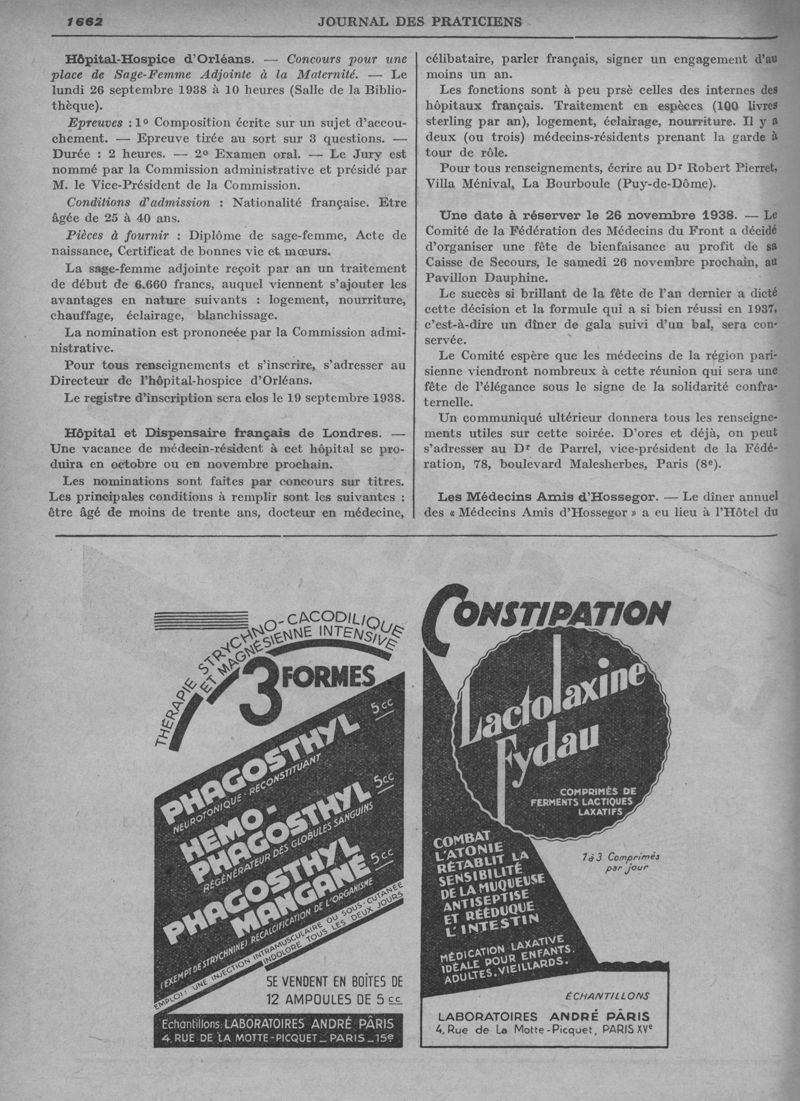 1662
JOURNAL DES PRATICIENS
Hôpital-Hospice d'Orléans. — Concours pour une
place de Sage-Femme Adjointe à la Maternité. — Le
lundi 26 septembre 1938 à 10 heures (Salle de la Biblio-
thèque).
Epreuves : 1º Composition écrite sur un sujet d'accou-
chement. — Epreuve tirée au sort sur 3 questions. —
Durée : 2 heures. — 2º Examen oral. — Le Jury est
nommé par la Commission administrative et présidé par
M. le Vice-Président de la Commission.
Conditions d'admission : Nationalité française. Etre
âgée de 25 à 40 ans.
Pièces à fournir : Diplôme de sage-femme, Acte de
naissance, Certificat de bonnes vie et mœurs.
La sage-femme adjointe reçoit par an un traitement
de début de 6.660 francs, auquel viennent s'ajouter les
avantages en nature suivants : logement, nourriture,
chauffage, éclairage, blanchissage.
La nomination est prononcée par la Commission admi-
nistrative.
Pour tous renseignements et s'inscrire, s'adresser au
Directeur de l'hôpital-hospice d'Orléans.
Le registre d'inscription sera clos le 19 septembre 1938.
Hôpital et Dispensaire français de Londres. —
Une vacance de médecin-résident à cet hôpital se pro-
duira en octobre ou en novembre prochain.
Les nominations sont faites par concours sur titres.
Les principales conditions à remplir sont les suivantes :
être âgé de moins de trente ans, docteur en médecine,
célibataire, parler français, signer un engagement d'au
moins un an.
Les fonctions sont à peu prsè celles des internes des
hôpitaux français. Traitement en espèces (100 livres
sterling par an), logement, éclairage, nourriture. Il y a
deux (ou trois) médecins-résidents prenant la garde à
tour de rôle.
Pour tous renseignements, écrire au Dr Robert Pierret,
Villa Ménival, La Bourboule (Puy-de-Dôme).
Une date à réserver le 26 novembre 1938. — Le
Comité de la Fédération des Médecins du Front a décidé
d'organiser une fête de bienfaisance au profit de sa
Caisse de Secours, le samedi 26 novembre prochain, au
Pavillon Dauphine.
Le succès si brillant de la fête de l'an dernier a dicté
cette décision et la formule qui a si bien réussi en 1937,
c'est-à-dire un dîner de gala suivi d'un bal, sera con-
servée.
Le Comité espère que les médecins de la région pari-
sienne viendront nombreux à cette réunion qui sera une
fête de l'élégance sous le signe de la solidarité confra-
ternelle.
Un communiqué ultérieur donnera tous les renseigne-
ments utiles sur cette soirée. D'ores et déjà, on peut
s'adresser au Dr de Parrel, vice-président de la Fédé-
ration, 78, boulevard Malesherbes, Paris (8e).
Les Médecins Amis d'Hossegor. — Le dîner annuel
des « Médecins Amis d'Hossegor » a eu lieu à l'Hôtel du
THÉRAPIE STRYCHNO-CACODILIQUE
ET MAGNÉSIENNE INTENSIVE
3 FORMES
PHAGOSTHYL 5cc
NEUROTONIQUE-RECONSTITUANT
HEMO-
PHAGOSTHYL 5cc
RÉGÉNÉRATEUR DES GLOBULES SANGUINS
PHAGOSTHYL
MANGANÉ 5cc
(EXEMPT DE STRYCHNINE) RECALCIFICATION DE L'ORGANISME
EMPLOI: UNE INJECTION INTRAMUSCULAIRE OU SOUS-CUTANÉE
INDOLORE TOUS LES DEUX JOURS
SE VENDENT EN BOÎTES DE
12 AMPOULES DE 5 cc.
Echantillons: LABORATOIRES ANDRÉ PÂRIS
4. RUE DE LA MOTTE-PICQUET_PARIS_15e
CONSTIPATION
Lactolaxine
Fydau
COMPRIMÉS DE
FERMENTS LACTIQUES
LAXATIFS
COMBAT
L'ATONIE
RÉTABLIT LA
SENSIBILITÉ
DE LA MUQUEUSE
ANTISEPTISE
ET RÉÉDUQUE
L'INTESTIN
1 à 3 Comprimés
par jour
MÉDICATION LAXATIVE
IDÉALE POUR ENFANTS.
ADULTES. VIEILLARDS.
ÉCHANTILLONS
LABORATOIRES ANDRÉ PÂRIS
4, Rue de La Motte-Picquet, PARIS XVe